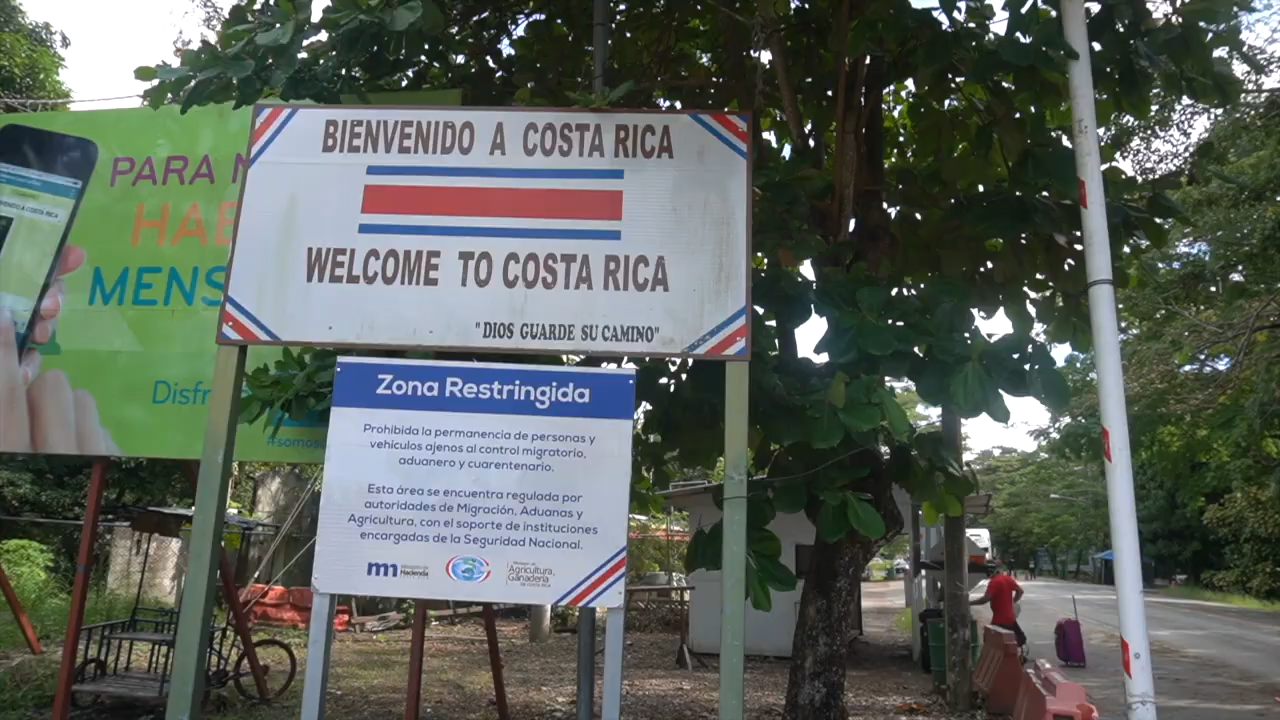 BIENVENIDO A COSTA RICA
WELCOME TO COSTA RICA
"DIOS GUARDE SU CAMINO"
PARA
HAB
MENS
Disfr
Zona Restringida
Prohibida la permanencia de personas y
vehículos ajenos al control migratorio,
aduanero y cuarentenario.
Esta área se encuentra regulada por
autoridades de Migración, Aduanas y
Agricultura, con el soporte de instituciones
encargadas de la Seguridad Nacional.
Hacienda
Agricultura
Ganadería